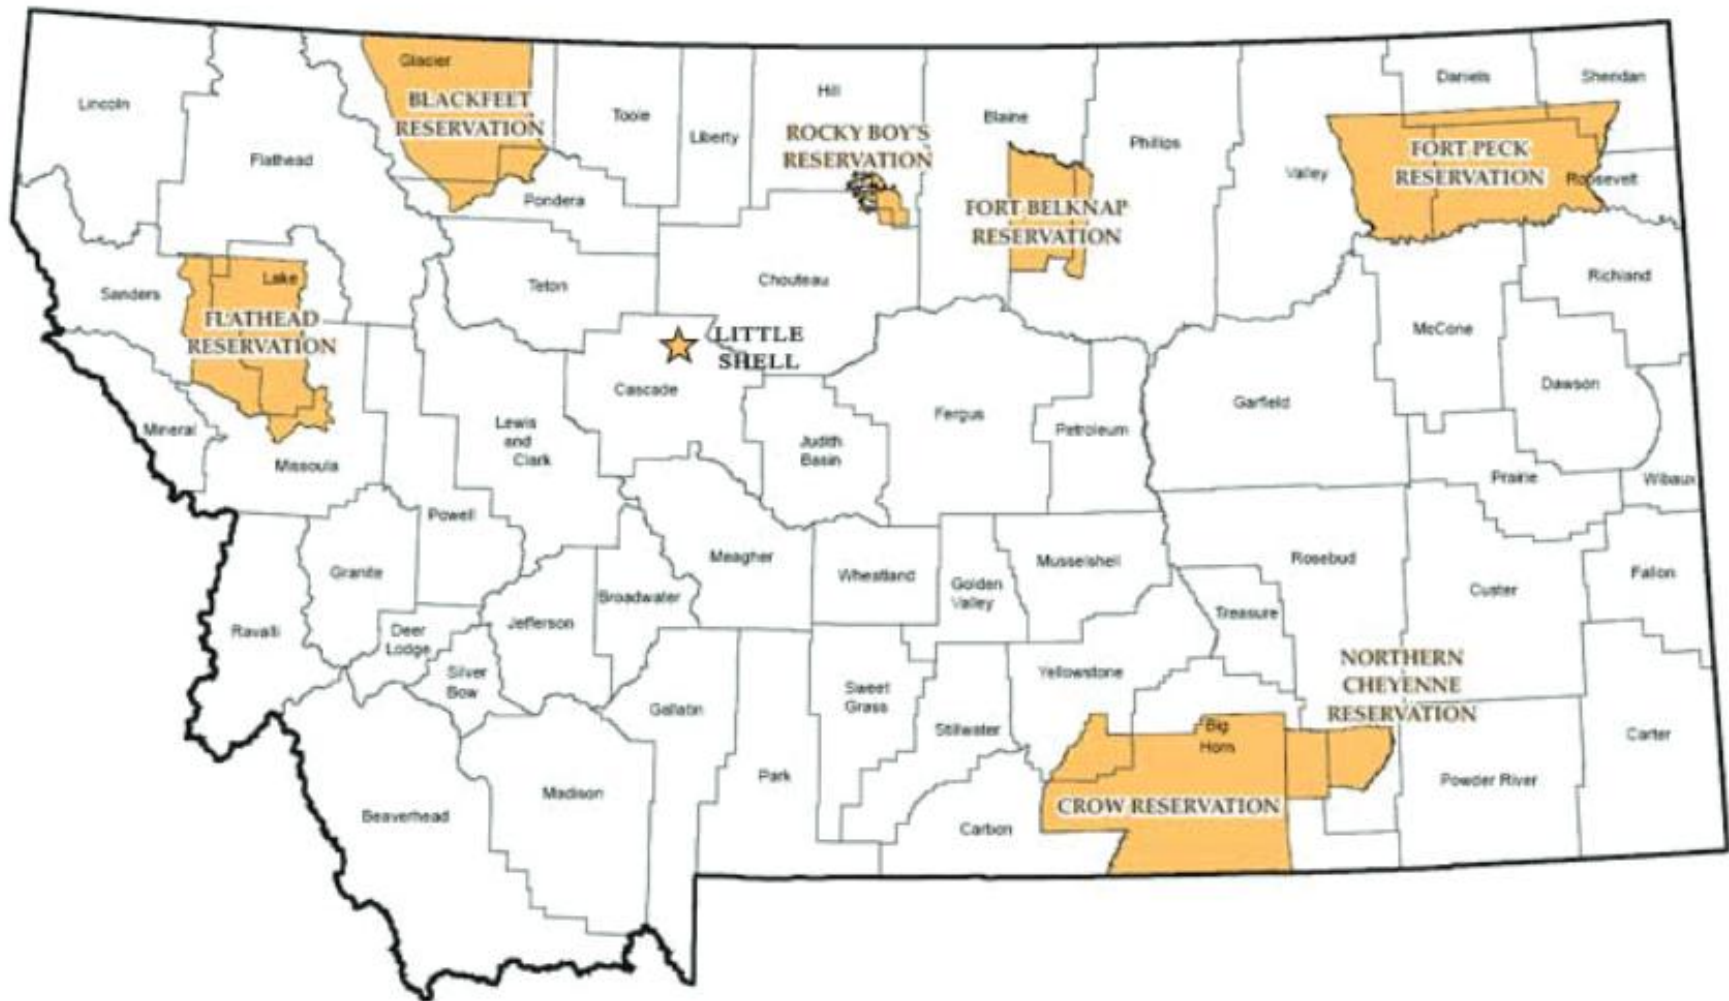 Lincoln
Flathead
Glacier
BLACKFEET
RESERVATION
Toole
Liberty
Hill
ROCKY BOY'S
RESERVATION
Blaine
Phillips
Valley
Daniels
Sheridan
FORT PECK
RESERVATION
Roosevelt
Pondera
FORT BELKNAP
RESERVATION
Sanders
Lake
FLATHEAD
RESERVATION
Teton
Chouteau
LITTLE
SHELL
Cascade
McCone
Richland
Dawson
Mineral
Missoula
Lewis
and
Clark
Judith
Basin
Fergus
Petroleum
Garfield
Prairie
Wibaux
Powell
Granite
Meagher
Wheatland
Golden
Valley
Musselshell
Rosebud
Treasure
Custer
Fallon
Ravalli
Deer
Lodge
Silver
Bow
Jefferson
Broadwater
Gallatin
Sweet
Grass
Yellowstone
Stillwater
NORTHERN
CHEYENNE
RESERVATION
Big
Horn
CROW RESERVATION
Powder River
Carter
Beaverhead
Madison
Park
Carbon